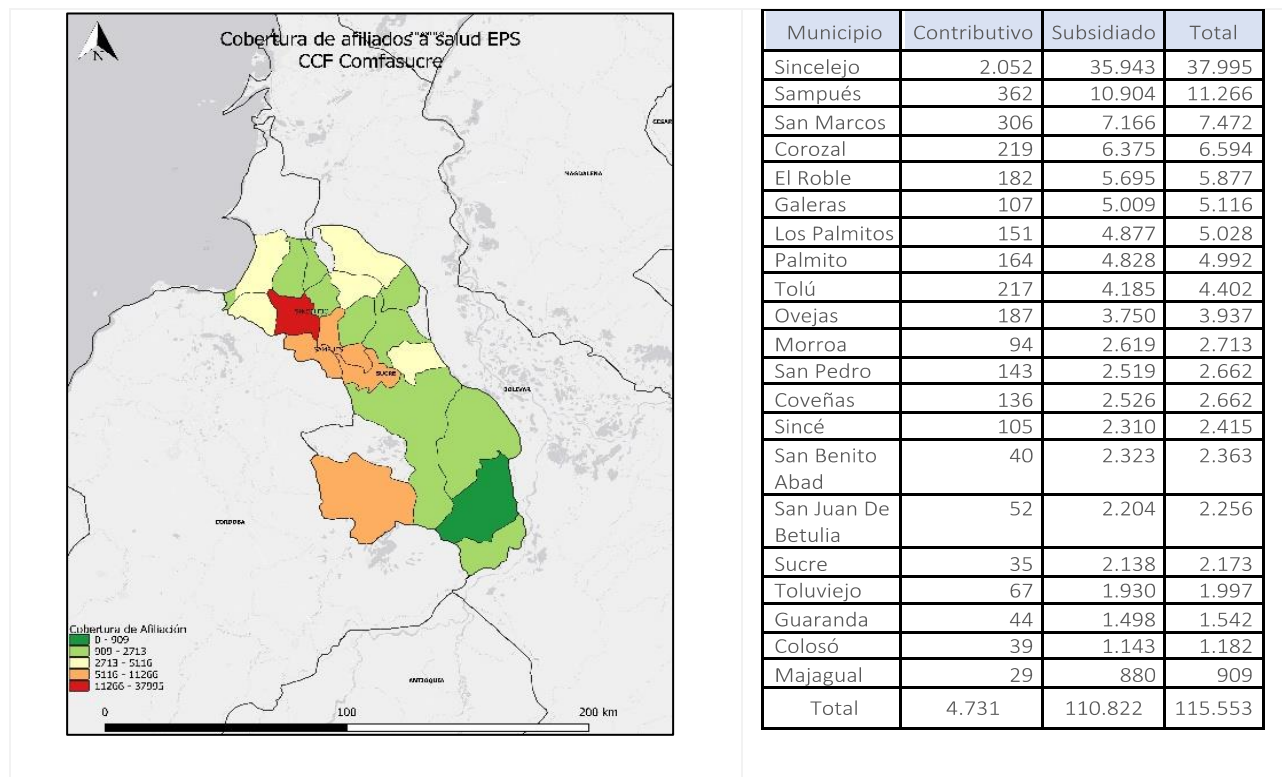 Cobertura de afiliados a salud EPS
CCF Comfasucre
N
CESAR
MAGDALENA
SINCELEJO
SAMPUÉS
SUCRE
BOLIVAR
CORDOBA
ANTIOQUIA
Cobertura de Afiliación
0 - 909
909 - 2713
2713 - 5116
5116 - 11266
11266 - 37995
0 100 200 km
Municipio Contributivo Subsidiado Total
Sincelejo 2.052 35.943 37.995
Sampués 362 10.904 11.266
San Marcos 306 7.166 7.472
Corozal 219 6.375 6.594
El Roble 182 5.695 5.877
Galeras 107 5.009 5.116
Los Palmitos 151 4.877 5.028
Palmito 164 4.828 4.992
Tolú 217 4.185 4.402
Ovejas 187 3.750 3.937
Morroa 94 2.619 2.713
San Pedro 143 2.519 2.662
Coveñas 136 2.526 2.662
Sincé 105 2.310 2.415
San Benito 40 2.323 2.363
Abad
San Juan De 52 2.204 2.256
Betulia
Sucre 35 2.138 2.173
Toluviejo 67 1.930 1.997
Guaranda 44 1.498 1.542
Colosó 39 1.143 1.182
Majagual 29 880 909
Total 4.731 110.822 115.553